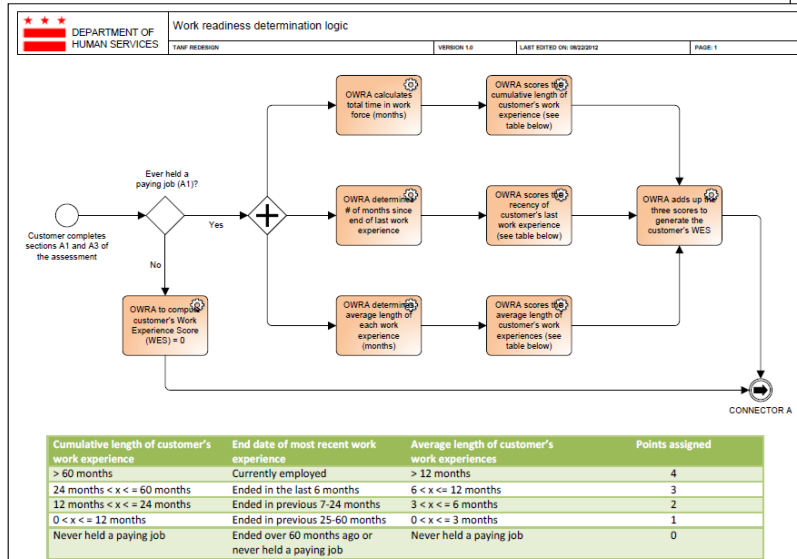 DEPARTMENT OF
HUMAN SERVICES
Work readiness determination logic
TANF REDESIGN
VERSION 1.0
LAST EDITED ON: 08/22/2012
PAGE: 1
OWRA calculates
total time in work
force (months)
OWRA scores the
cumulative length of
customer's work
experience (see
table below)
Ever held a
paying job (A1)?
Yes
No
Customer completes
sections A1 and A3 of
the assessment
OWRA determines
# of months since
end of last work
experience
OWRA scores the
recency of
customer's last
work experience
(see table below)
OWRA adds up the
three scores to
generate the
customer's WES
OWRA to compute
customer's Work
Experience Score
(WES) = 0
OWRA determines
average length of
each work
experience
(months)
OWRA scores the
average length of
customer's work
experiences (see
table below)
CONNECTOR A
Cumulative length of customer's
work experience
End date of most recent work
experience
Average length of customer's
work experiences
Points assigned
> 60 months Currently employed > 12 months 4
24 months < x < = 60 months Ended in the last 6 months 6 < x <= 12 months 3
12 months < x < = 24 months Ended in previous 7-24 months 3 < x < = 6 months 2
0 < x < = 12 months Ended in previous 25-60 months 0 < x < = 3 months 1
Never held a paying job Ended over 60 months ago or
never held a paying job
Never held a paying job 0